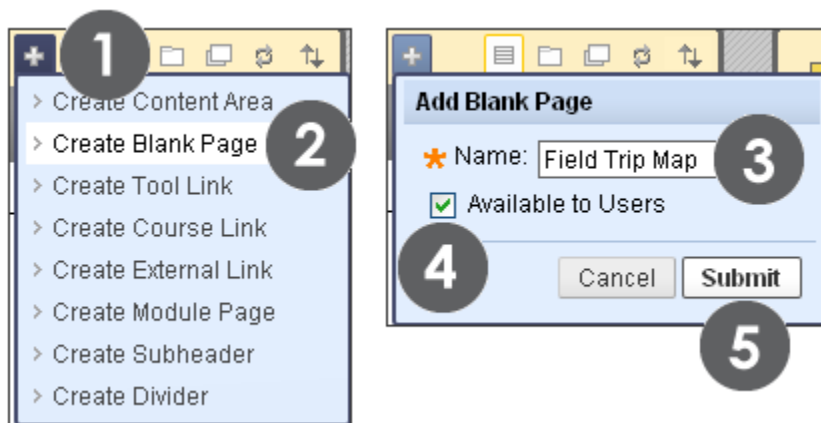 1
> Create Content Area
> Create Blank Page
2
> Create Tool Link
> Create Course Link
> Create External Link
> Create Module Page
> Create Subheader
> Create Divider
Add Blank Page
Name: Field Trip Map
3
Available to Users
4
Cancel Submit
5